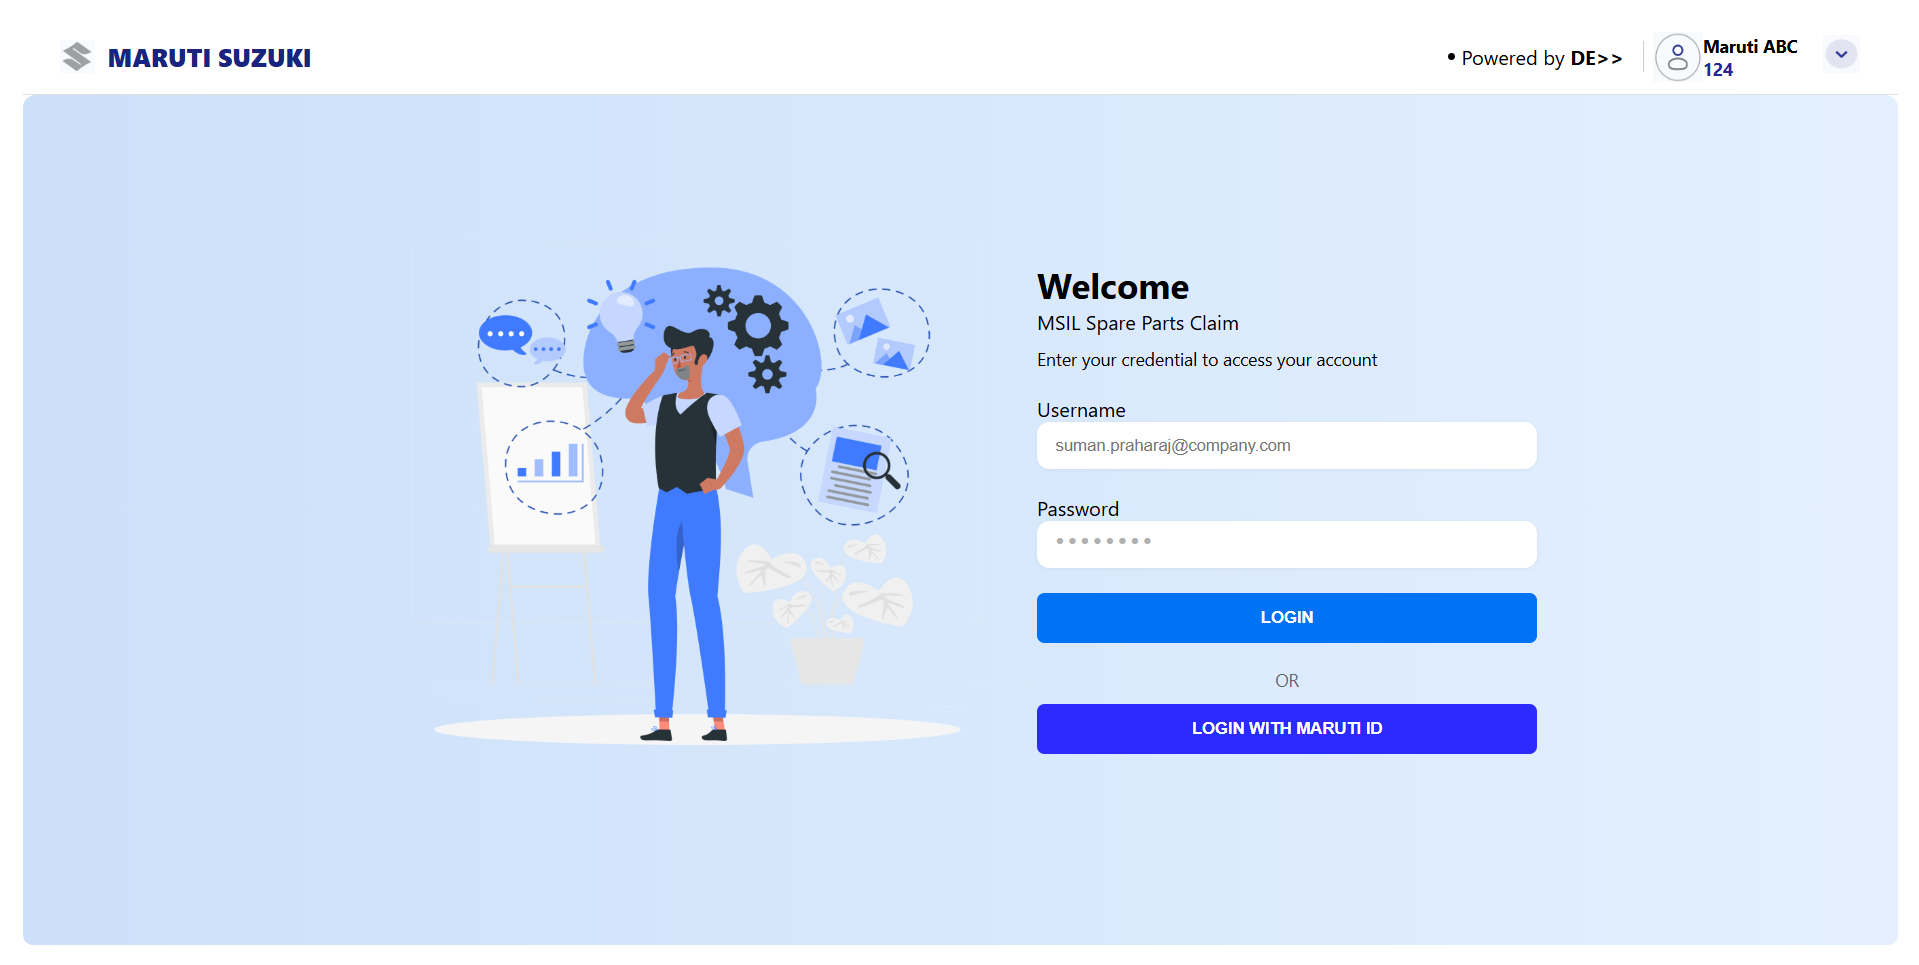 MARUTI SUZUKI
• Powered by DE>>
Maruti ABC
124
Welcome
MSIL Spare Parts Claim
Enter your credential to access your account
Username
suman.praharaj@company.com
Password
••••••••
LOGIN
OR
LOGIN WITH MARUTI ID